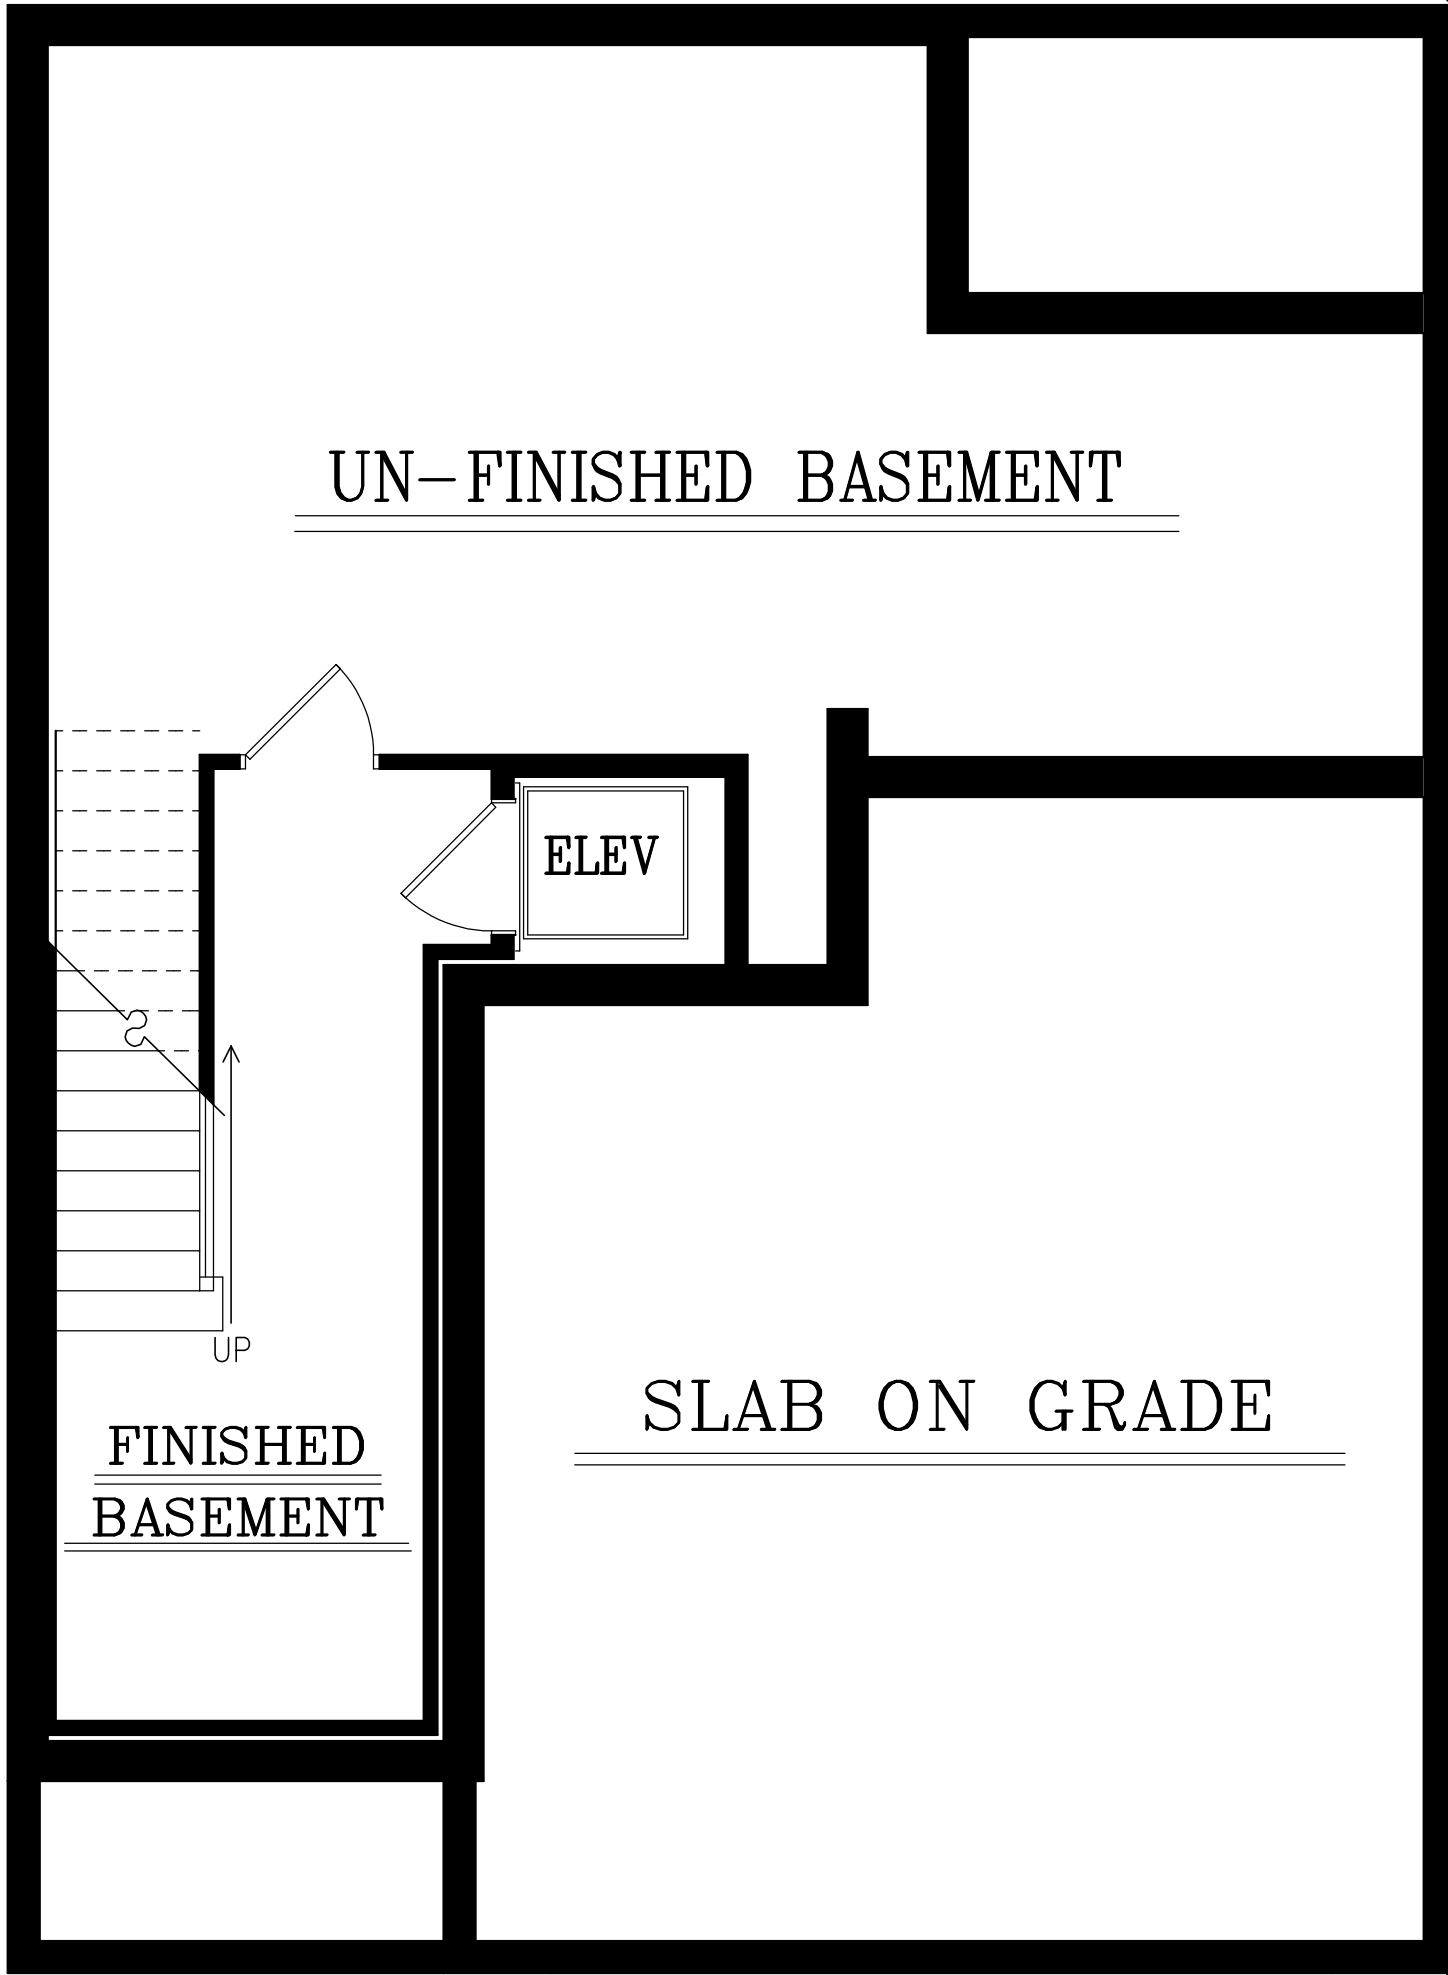 UN-FINISHED BASEMENT
ELEV
UP
SLAB ON GRADE
FINISHED
BASEMENT